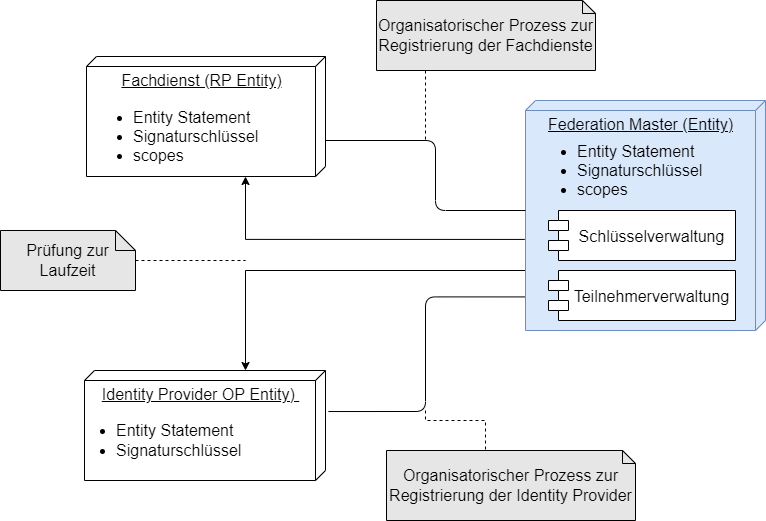 Organisatorischer Prozess zur
Registrierung der Fachdienste
Fachdienst (RP Entity)
Entity Statement
Signaturschlüssel
scopes
Federation Master (Entity)
Entity Statement
Signaturschlüssel
scopes
Schlüsselverwaltung
Teilnehmerverwaltung
Prüfung zur
Laufzeit
Identity Provider OP Entity)
Entity Statement
Signaturschlüssel
Organisatorischer Prozess zur
Registrierung der Identity Provider